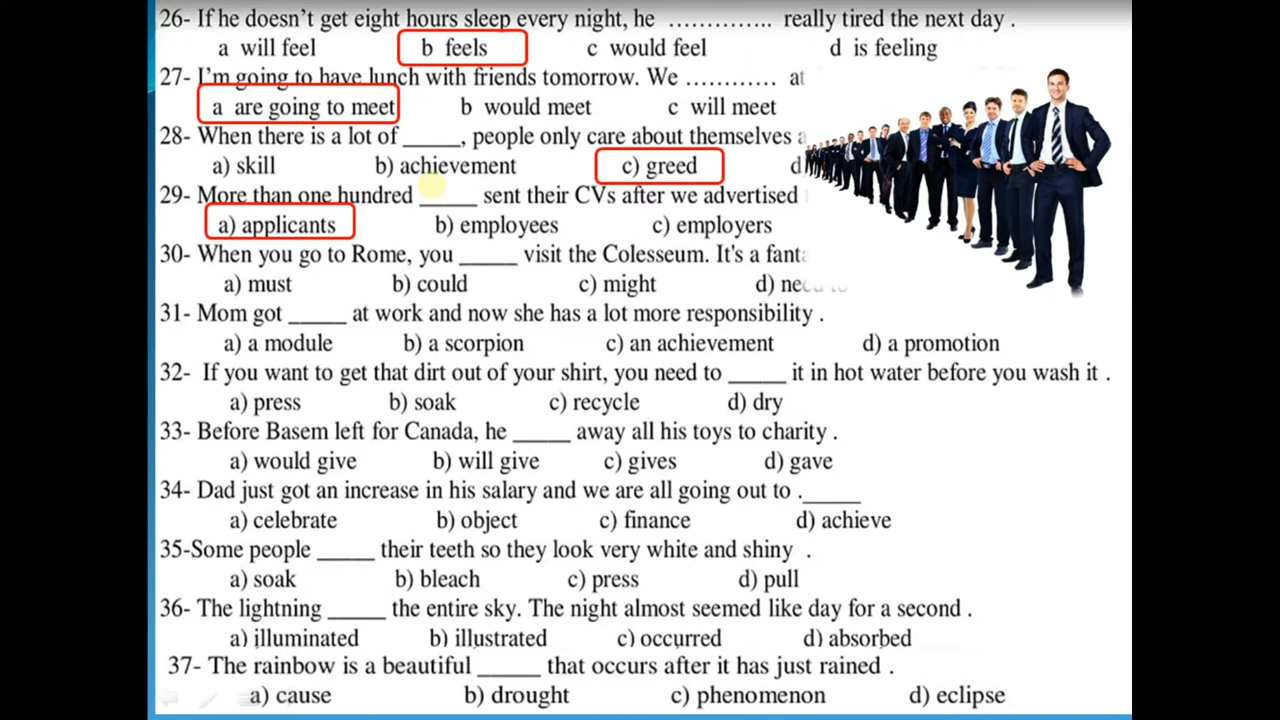 26- If he doesn't get eight hours sleep every night, he ………….. really tired the next day .
a will feel b feels c would feel d is feeling
27- I'm going to have lunch with friends tomorrow. We ………… at
a are going to meet b would meet c will meet
28- When there is a lot of _____, people only care about themselves a
a) skill b) achievement c) greed d
29- More than one hundred _____ sent their CVs after we advertised
a) applicants b) employees c) employers
30- When you go to Rome, you _____ visit the Colesseum. It's a fanta
a) must b) could c) might d) need to
31- Mom got _____ at work and now she has a lot more responsibility .
a) a module b) a scorpion c) an achievement d) a promotion
32- If you want to get that dirt out of your shirt, you need to _____ it in hot water before you wash it .
a) press b) soak c) recycle d) dry
33- Before Basem left for Canada, he _____ away all his toys to charity .
a) would give b) will give c) gives d) gave
34- Dad just got an increase in his salary and we are all going out to ._____
a) celebrate b) object c) finance d) achieve
35-Some people _____ their teeth so they look very white and shiny .
a) soak b) bleach c) press d) pull
36- The lightning _____ the entire sky. The night almost seemed like day for a second .
a) illuminated b) illustrated c) occurred d) absorbed
37- The rainbow is a beautiful _____ that occurs after it has just rained .
a) cause b) drought c) phenomenon d) eclipse